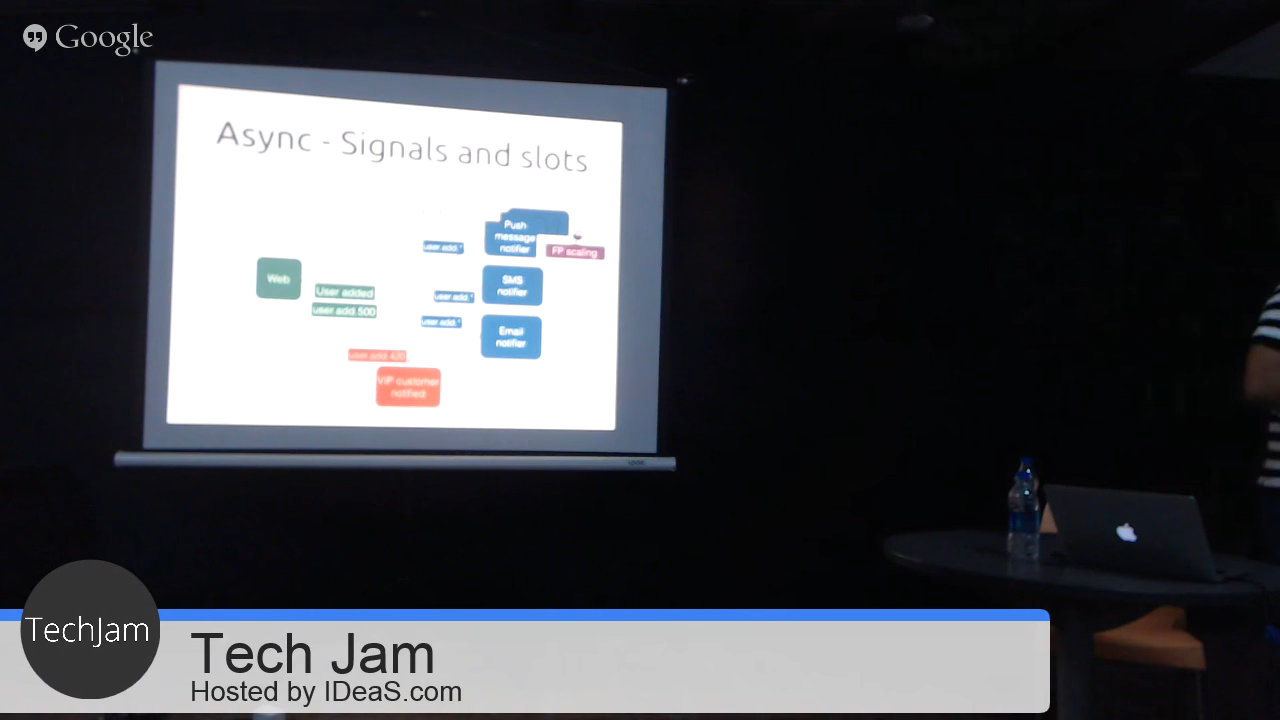 Google
Async - Signals and slots
Push
message
notifier
user add.*
FP scaling
Web
SMS
notifier
User added
user add.*
user add.500
user add.*
Email
notifier
user add.420
VIP customer
notified
TechJam
Tech Jam
Hosted by IDeaS.com